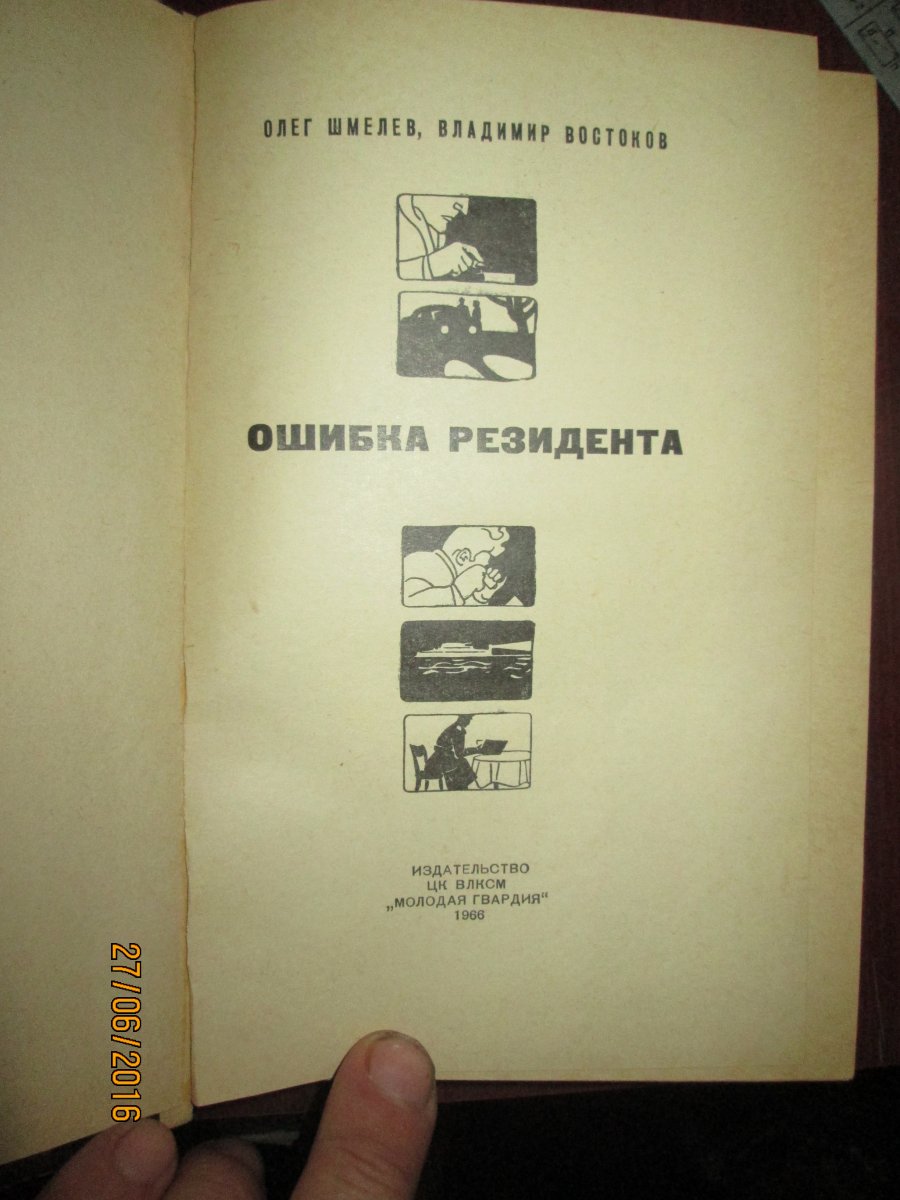 ОЛЕГ ШМЕЛЕВ, ВЛАДИМИР ВОСТОКОВ
ОШИБКА РЕЗИДЕНТА
ИЗДАТЕЛЬСТВО
ЦК ВЛКСМ
„МОЛОДАЯ ГВАРДИЯ“
1966
27/06/2016